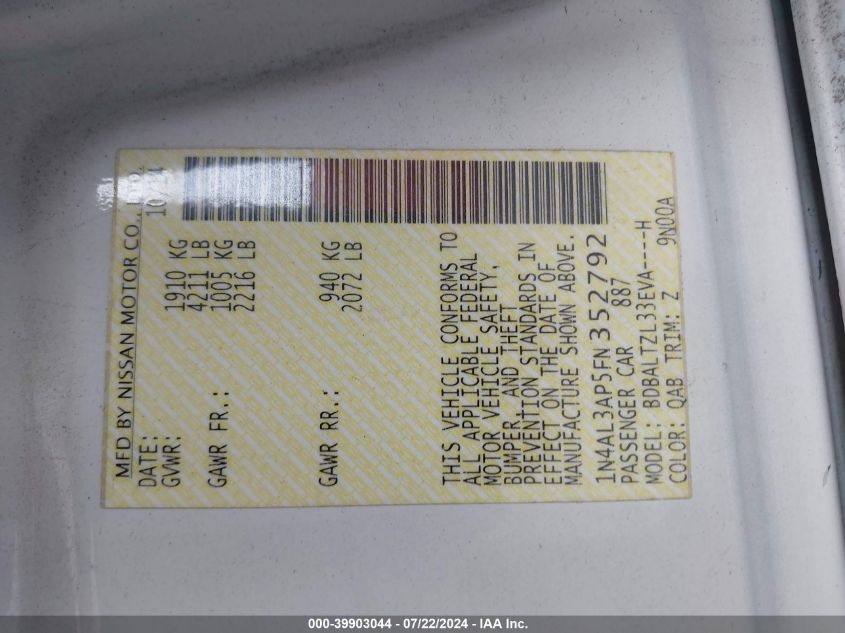 MFD BY NISSAN MOTOR CO., LTD.
DATE: 10/14
GVWR: 1910 KG
4211 LB
GAWR FR.: 1005 KG
2216 LB
GAWR RR.: 940 KG
2072 LB
THIS VEHICLE CONFORMS TO
ALL APPLICABLE FEDERAL
MOTOR VEHICLE SAFETY,
BUMPER AND THEFT
PREVENTION STANDARDS IN
EFFECT ON THE DATE OF
MANUFACTURE SHOWN ABOVE.
1N4AL3AP5FN352792
PASSENGER CAR
887
MODEL: BDBALTZL33EVA----H
COLOR: QAB TRIM: Z 9N00A
000-39903044 - 07/22/2024 - IAA Inc.